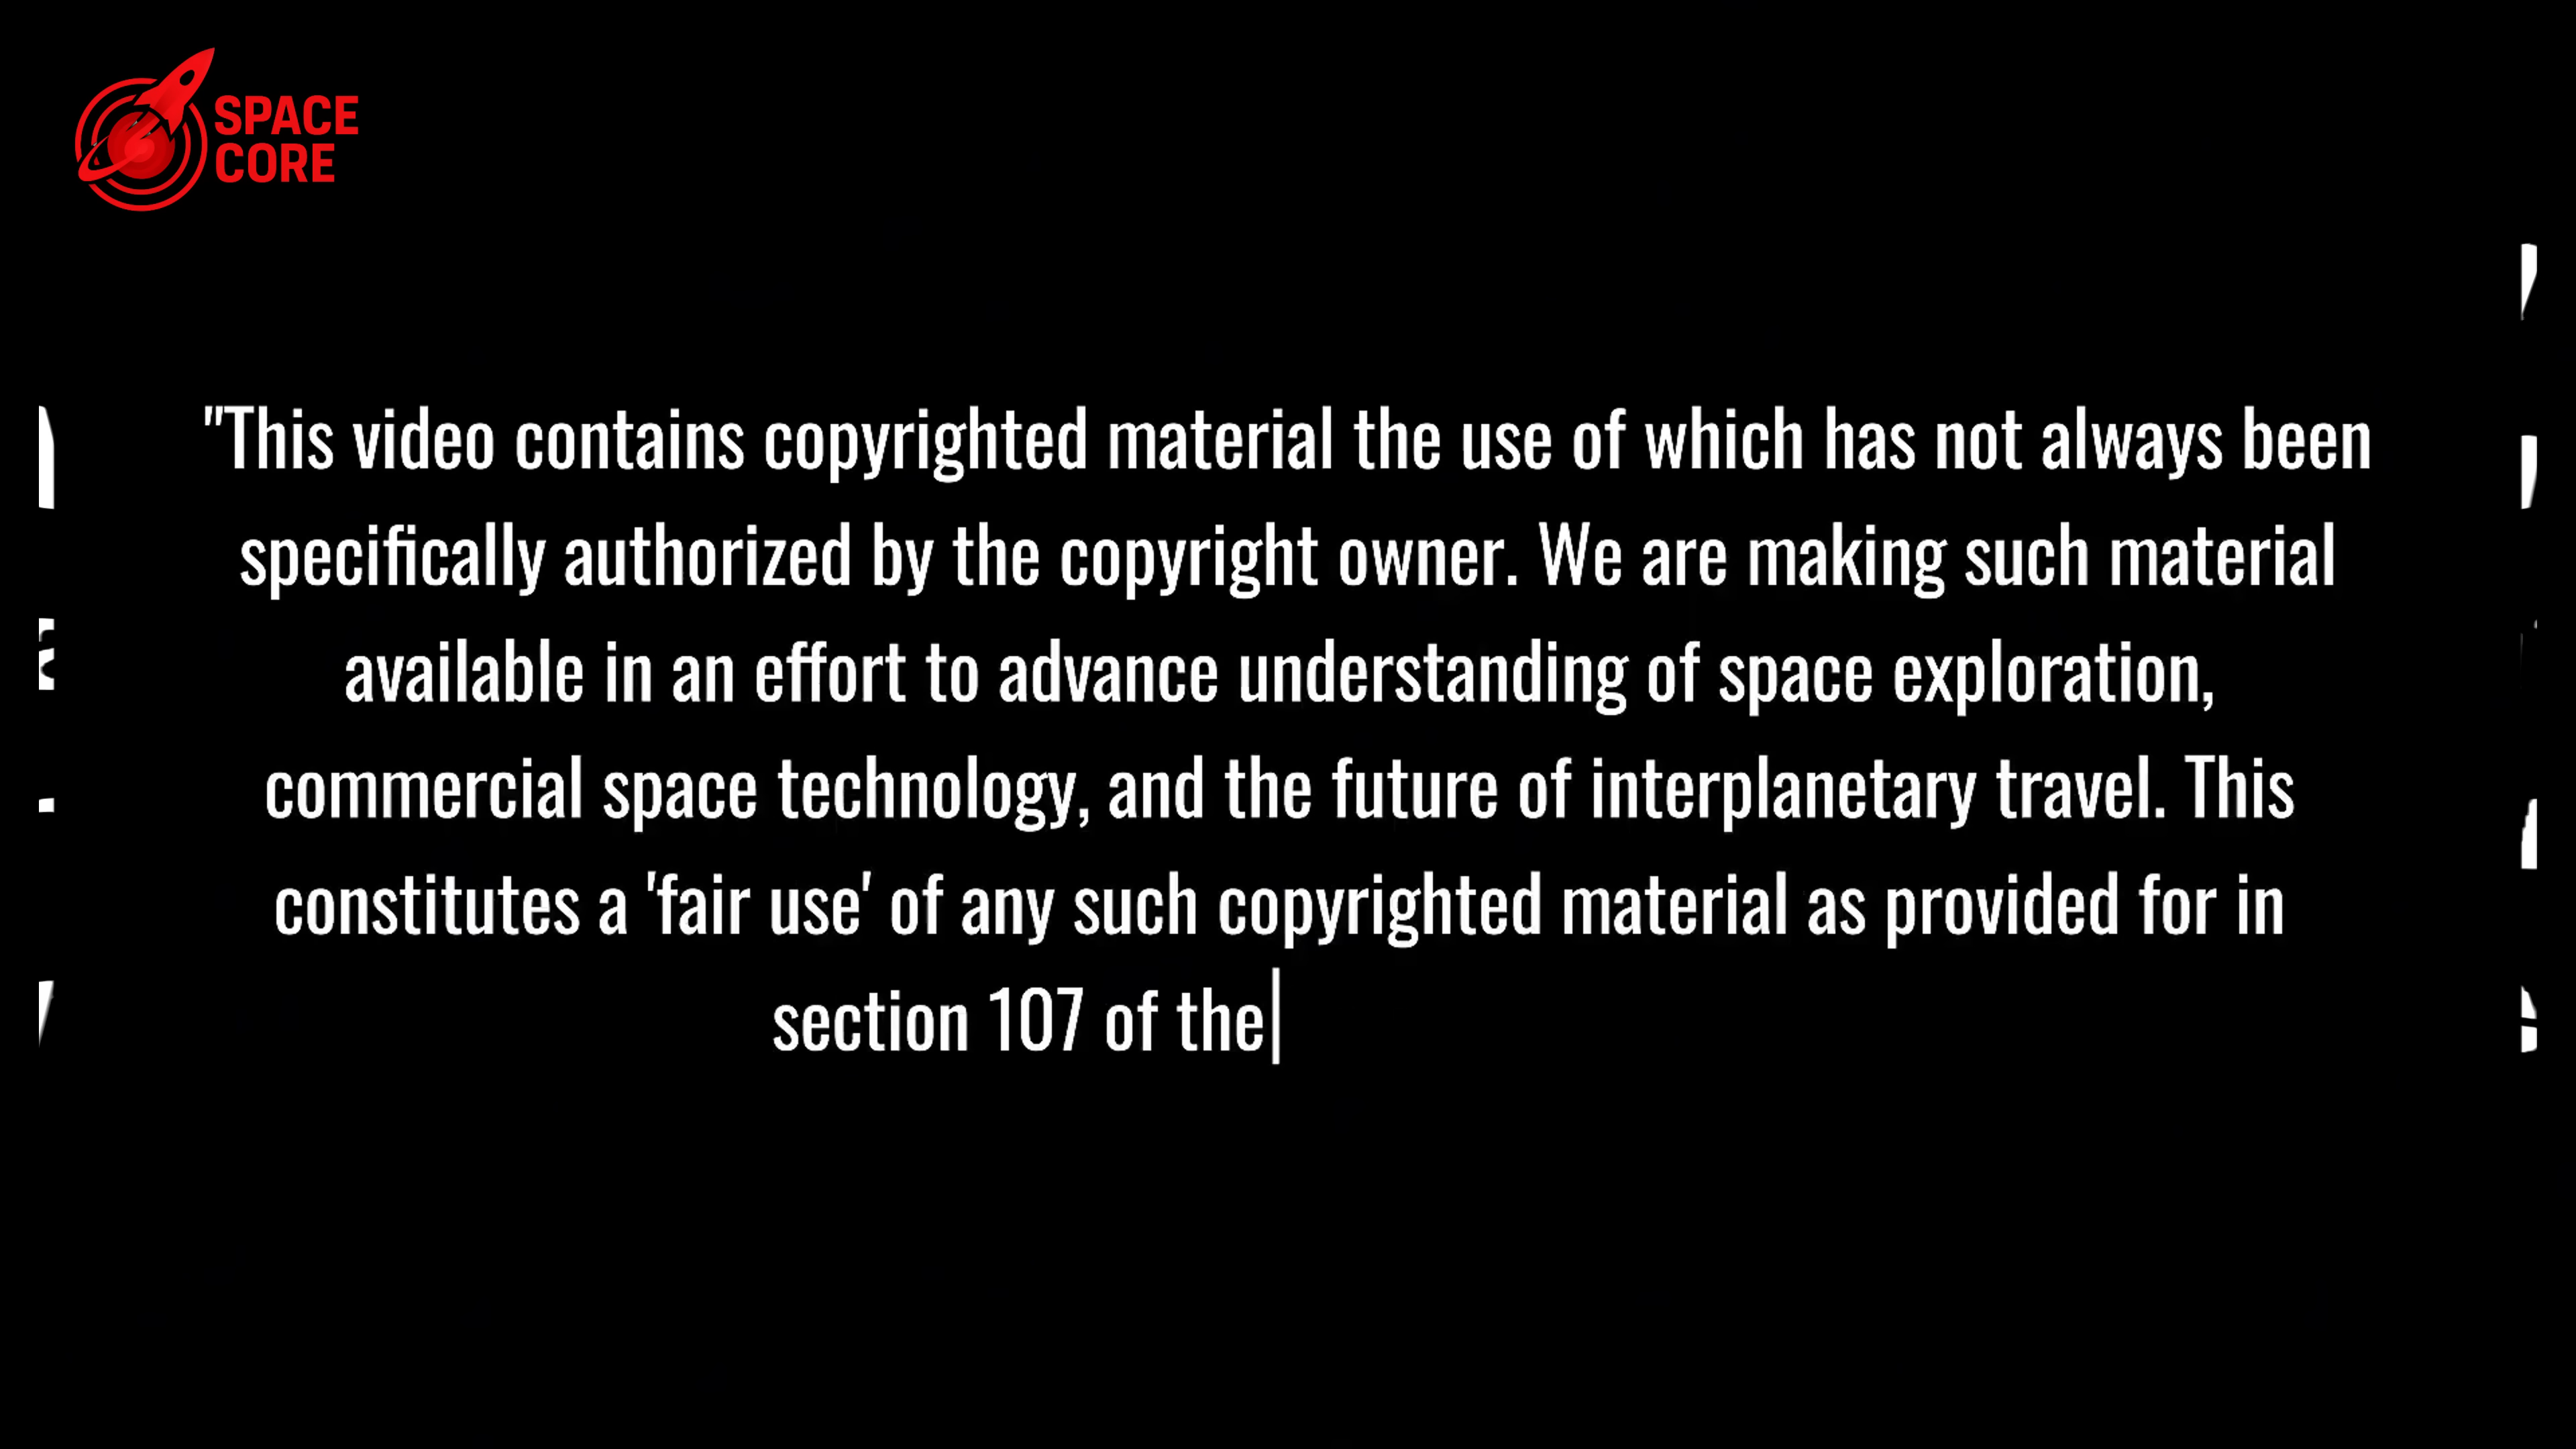 SPACE
CORE
"This video contains copyrighted material the use of which has not always been
specifically authorized by the copyright owner. We are making such material
available in an effort to advance understanding of space exploration,
commercial space technology, and the future of interplanetary travel. This
constitutes a 'fair use' of any such copyrighted material as provided for in
section 107 of the